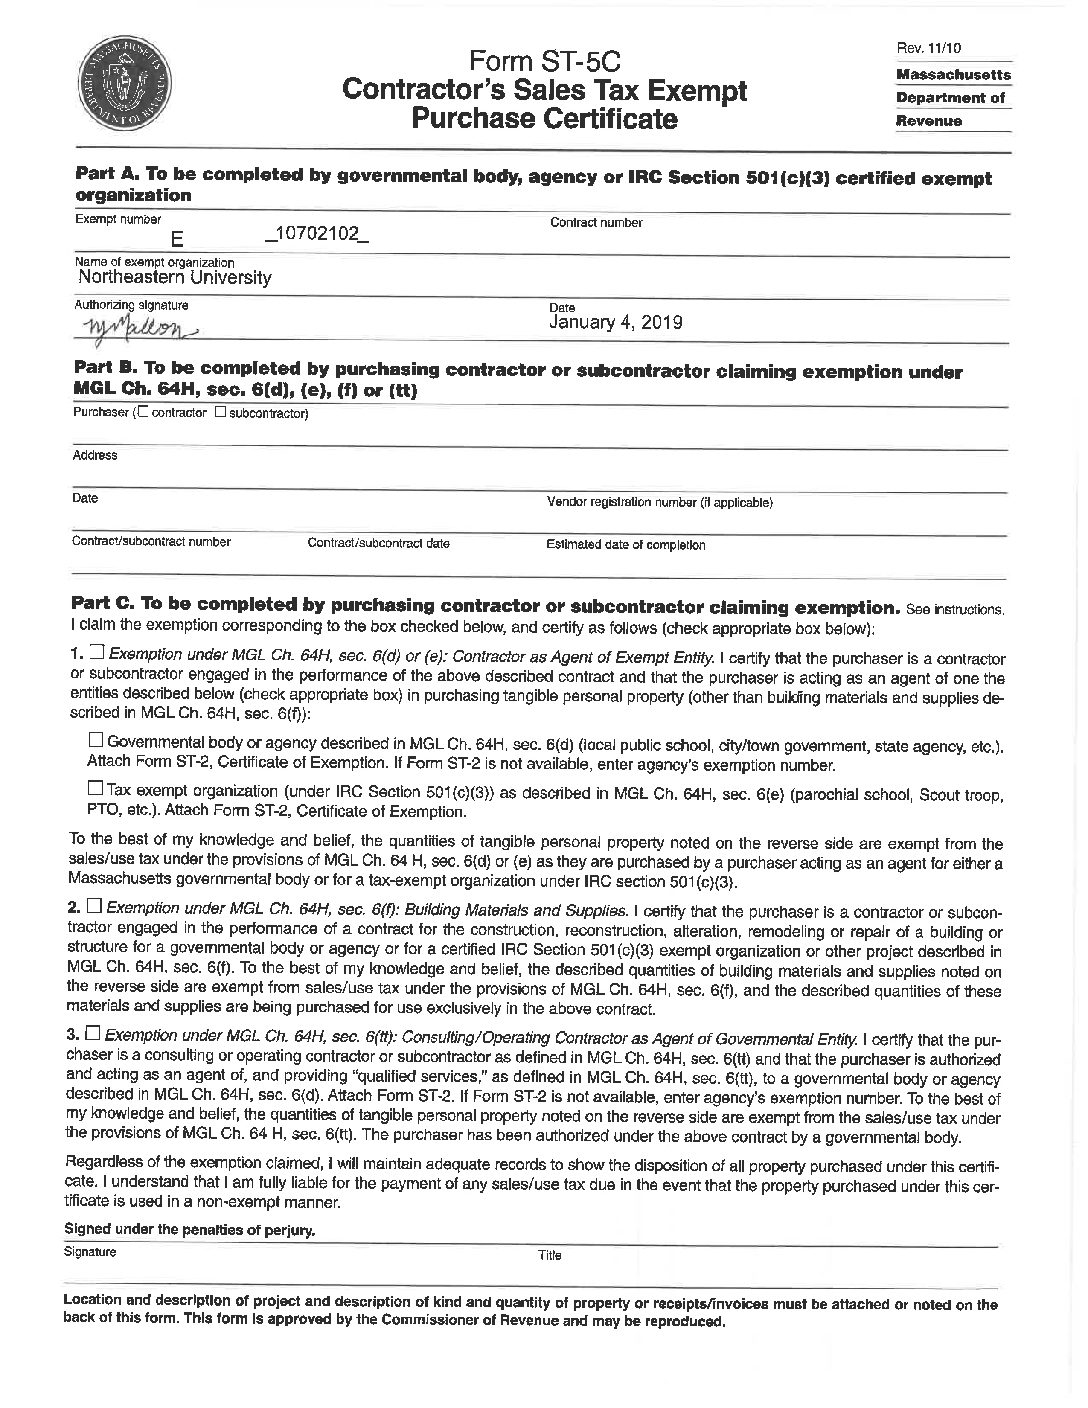 MASSACHUSETTS DEPARTMENT OF REVENUE
Form ST-5C
Contractor's Sales Tax Exempt
Purchase Certificate
Rev. 11/10
Massachusetts
Department of
Revenue
Part A. To be completed by governmental body, agency or IRC Section 501(c)(3) certified exempt
organization
Exempt number
Contract number
E _10702102_
Name of exempt organization
Northeastern University
Authorizing signature
Date
January 4, 2019
Part B. To be completed by purchasing contractor or subcontractor claiming exemption under
MGL Ch. 64H, sec. 6(d), (e), (f) or (tt)
Purchaser (☐ contractor ☐ subcontractor)
Address
Date
Vendor registration number (if applicable)
Contract/subcontract number
Contract/subcontract date
Estimated date of completion
Part C. To be completed by purchasing contractor or subcontractor claiming exemption. See instructions.
I claim the exemption corresponding to the box checked below, and certify as follows (check appropriate box below):
1. ☐ Exemption under MGL Ch. 64H, sec. 6(d) or (e): Contractor as Agent of Exempt Entity. I certify that the purchaser is a contractor
or subcontractor engaged in the performance of the above described contract and that the purchaser is acting as an agent of one the
entities described below (check appropriate box) in purchasing tangible personal property (other than building materials and supplies de-
scribed in MGL Ch. 64H, sec. 6(f)):
☐ Governmental body or agency described in MGL Ch. 64H, sec. 6(d) (local public school, city/town government, state agency, etc.).
Attach Form ST-2, Certificate of Exemption. If Form ST-2 is not available, enter agency's exemption number.
☐ Tax exempt organization (under IRC Section 501(c)(3)) as described in MGL Ch. 64H, sec. 6(e) (parochial school, Scout troop,
PTO, etc.). Attach Form ST-2, Certificate of Exemption.
To the best of my knowledge and belief, the quantities of tangible personal property noted on the reverse side are exempt from the
sales/use tax under the provisions of MGL Ch. 64 H, sec. 6(d) or (e) as they are purchased by a purchaser acting as an agent for either a
Massachusetts governmental body or for a tax-exempt organization under IRC section 501(c)(3).
2. ☐ Exemption under MGL Ch. 64H, sec. 6(f): Building Materials and Supplies. I certify that the purchaser is a contractor or subcon-
tractor engaged in the performance of a contract for the construction, reconstruction, alteration, remodeling or repair of a building or
structure for a governmental body or agency or for a certified IRC Section 501(c)(3) exempt organization or other project described in
MGL Ch. 64H, sec. 6(f). To the best of my knowledge and belief, the described quantities of building materials and supplies noted on
the reverse side are exempt from sales/use tax under the provisions of MGL Ch. 64H, sec. 6(f), and the described quantities of these
materials and supplies are being purchased for use exclusively in the above contract.
3. ☐ Exemption under MGL Ch. 64H, sec. 6(tt): Consulting/Operating Contractor as Agent of Governmental Entity. I certify that the pur-
chaser is a consulting or operating contractor or subcontractor as defined in MGL Ch. 64H, sec. 6(tt) and that the purchaser is authorized
and acting as an agent of, and providing "qualified services," as defined in MGL Ch. 64H, sec. 6(tt), to a governmental body or agency
described in MGL Ch. 64H, sec. 6(d). Attach Form ST-2. If Form ST-2 is not available, enter agency's exemption number. To the best of
my knowledge and belief, the quantities of tangible personal property noted on the reverse side are exempt from the sales/use tax under
the provisions of MGL Ch. 64 H, sec. 6(tt). The purchaser has been authorized under the above contract by a governmental body.
Regardless of the exemption claimed, I will maintain adequate records to show the disposition of all property purchased under this certifi-
cate. I understand that I am fully liable for the payment of any sales/use tax due in the event that the property purchased under this cer-
tificate is used in a non-exempt manner.
Signed under the penalties of perjury.
Signature
Title
Location and description of project and description of kind and quantity of property or receipts/invoices must be attached or noted on the
back of this form. This form is approved by the Commissioner of Revenue and may be reproduced.